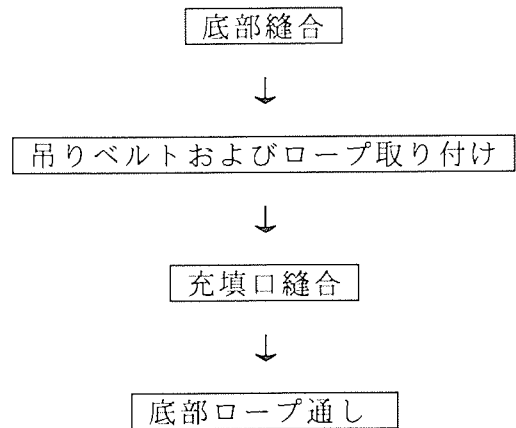 底部縫合
↓
吊りベルトおよびロープ取り付け
↓
充填口縫合
↓
底部ロープ通し